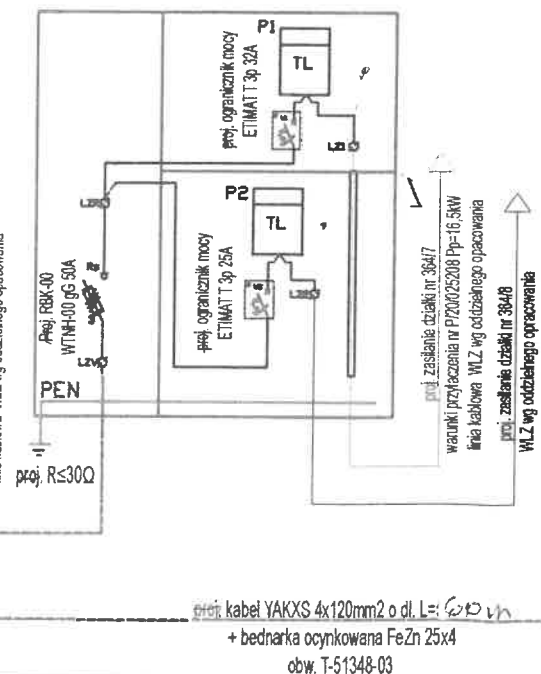 P1
TL
proj. ogranicznik mocy
ETIMAT T 3p 32A
P2
TL
proj. ogranicznik mocy
ETIMAT T 3p 25A
LZV
Proj. RBK-00
WTNH-00 gG 50A
PEN
proj. R≤30Ω
proj. zasilanie działki nr 364/7
warunki przyłączenia nr P/20/025208 Pp=16,5kW
linia kablowa WLZ wg oddzielnego opacowania
proj. zasilanie działki nr 364/8
WLZ wg oddzielnego opracowania
proj. kabel YAKXS 4x120mm2 o dł. L=
+ bednarka ocynkowana FeZn 25x4
obw. T-51348-03